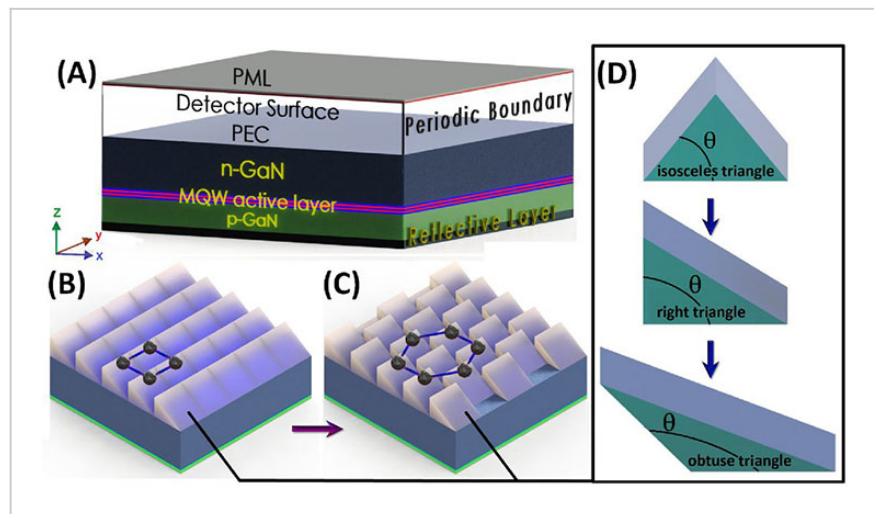 (A)
PML
Detector Surface
PEC
Periodic Boundary
n-GaN
MQW active layer
p-GaN
Reflective Layer
z
y
x
(B)
(C)
(D)
θ
isosceles triangle
θ
right triangle
θ
obtuse triangle